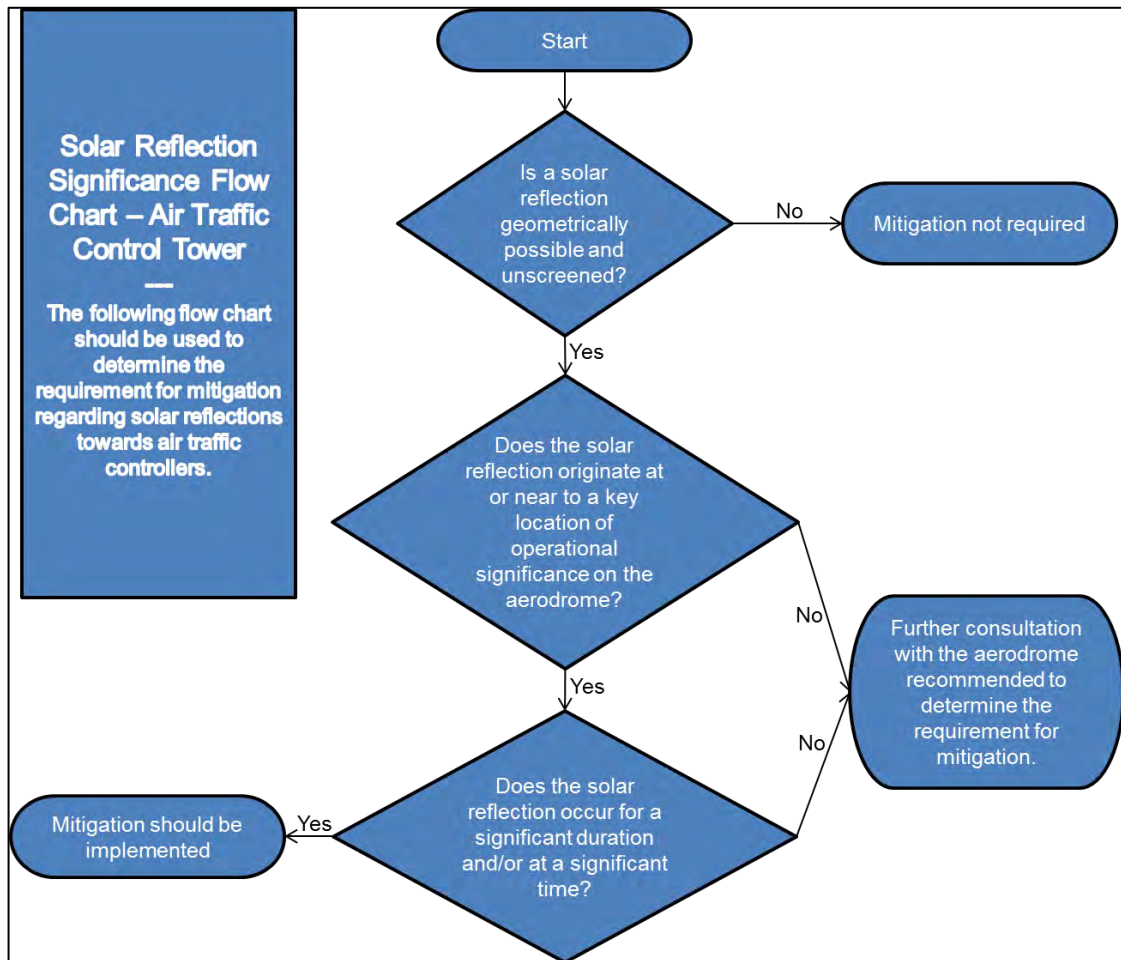 Solar Reflection
Significance Flow
Chart – Air Traffic
Control Tower
---
The following flow chart
should be used to
determine the
requirement for mitigation
regarding solar reflections
towards air traffic
controllers.
Start
Is a solar
reflection
geometrically
possible and
unscreened?
No
Mitigation not required
Yes
Does the solar
reflection originate at
or near to a key
location of
operational
significance on the
aerodrome?
No
Further consultation
with the aerodrome
recommended to
determine the
requirement for
mitigation.
Yes
No
Does the solar
reflection occur for a
significant duration
and/or at a significant
time?
Yes
Mitigation should be
implemented